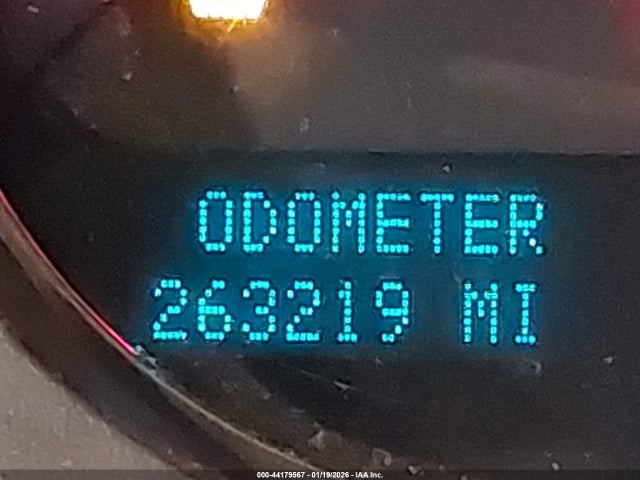 ODOMETER
263219 MI
000-44179567 - 01/19/2026 - IAA Inc.